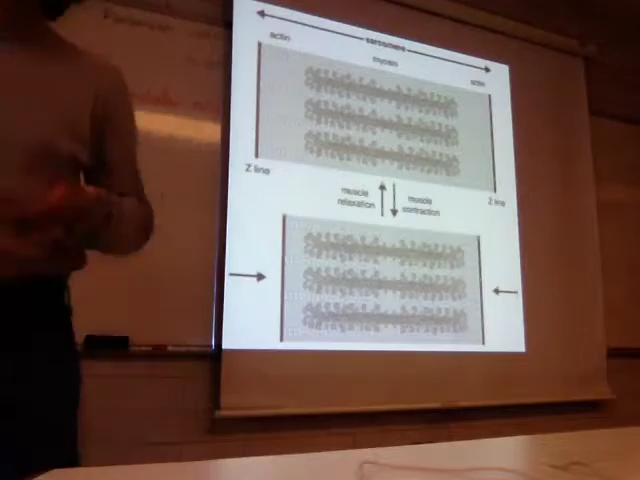 sarcomere
actin
myosin
actin
Z line
Z line
muscle
relaxation
muscle
contraction